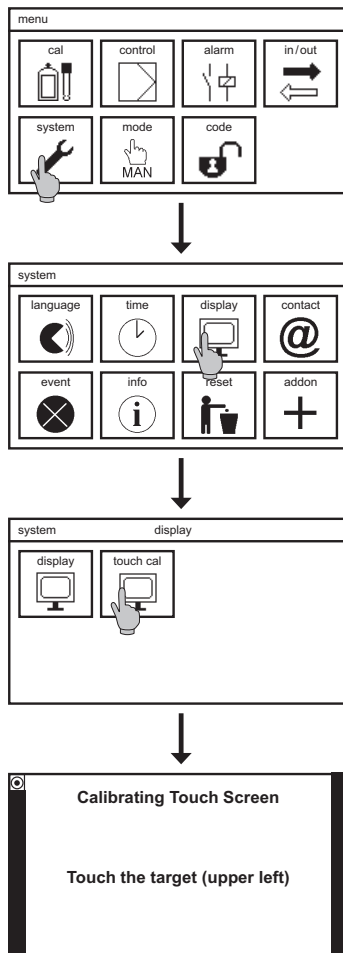 menu
cal control alarm in/out
system mode code
MAN
system
language time display contact
@
event info reset addon
i
system display
display touch cal
Calibrating Touch Screen
Touch the target (upper left)